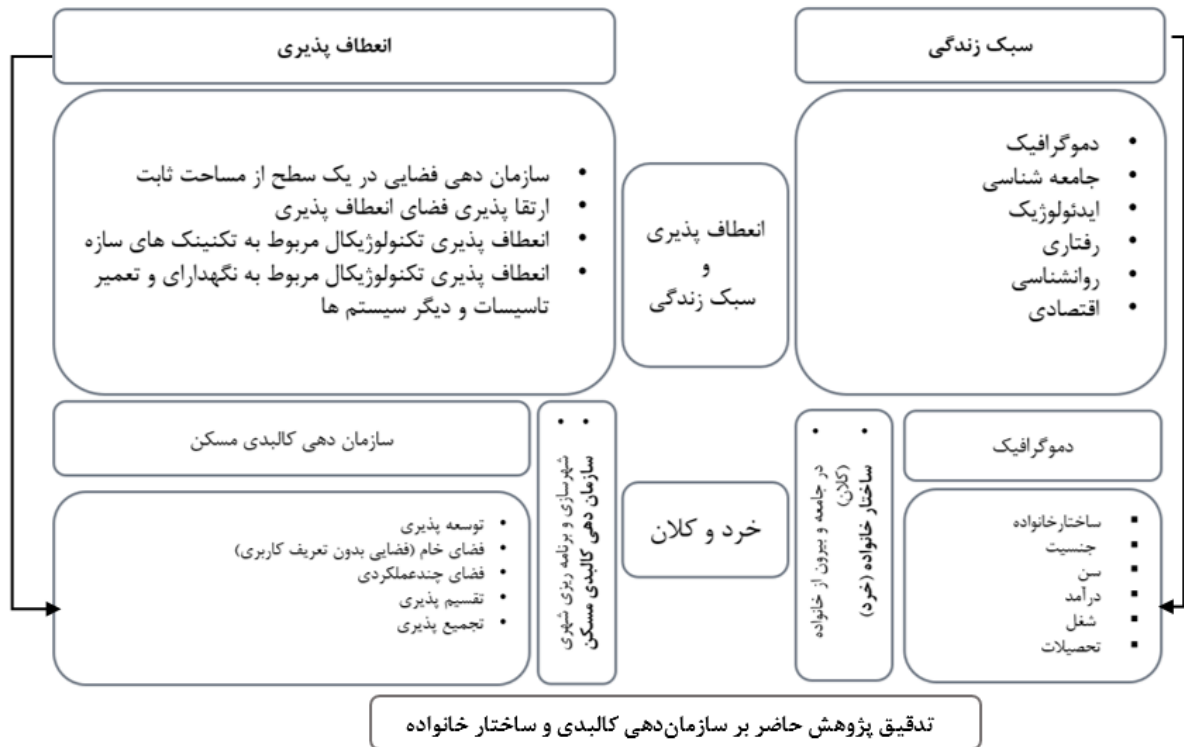 سبک زندگی
انعطاف پذیری
• دموگرافیک
• جامعه شناسی
• ایدئولوژیک
• رفتاری
• روانشناسی
• اقتصادی
انعطاف پذیری
و
سبک زندگی
• سازمان دهی فضایی در یک سطح از مساحت ثابت
• ارتقا پذیری فضای انعطاف پذیری
• انعطاف پذیری تکنولوژیکال مربوط به تکنینک های سازه
• انعطاف پذیری تکنولوژیکال مربوط به نگهدارای و تعمیر
تاسیسات و دیگر سیستم ها
دموگرافیک
▪ ساختارخانواده
▪ جنسیت
▪ سن
▪ درآمد
▪ شغل
▪ تحصیلات
• ساختار خانواده (خرد)
• در جامعه و بیرون از خانواده
(کلان)
خرد و کلان
• سازمان دهی کالبدی مسکن
• شهرسازی و برنامه ریزی شهری
سازمان دهی کالبدی مسکن
• توسعه پذیری
• فضای خام (فضایی بدون تعریف کاربری)
• فضای چندعملکردی
• تقسیم پذیری
• تجمیع پذیری
تدقیق پژوهش حاضر بر سازمان‌دهی کالبدی و ساختار خانواده